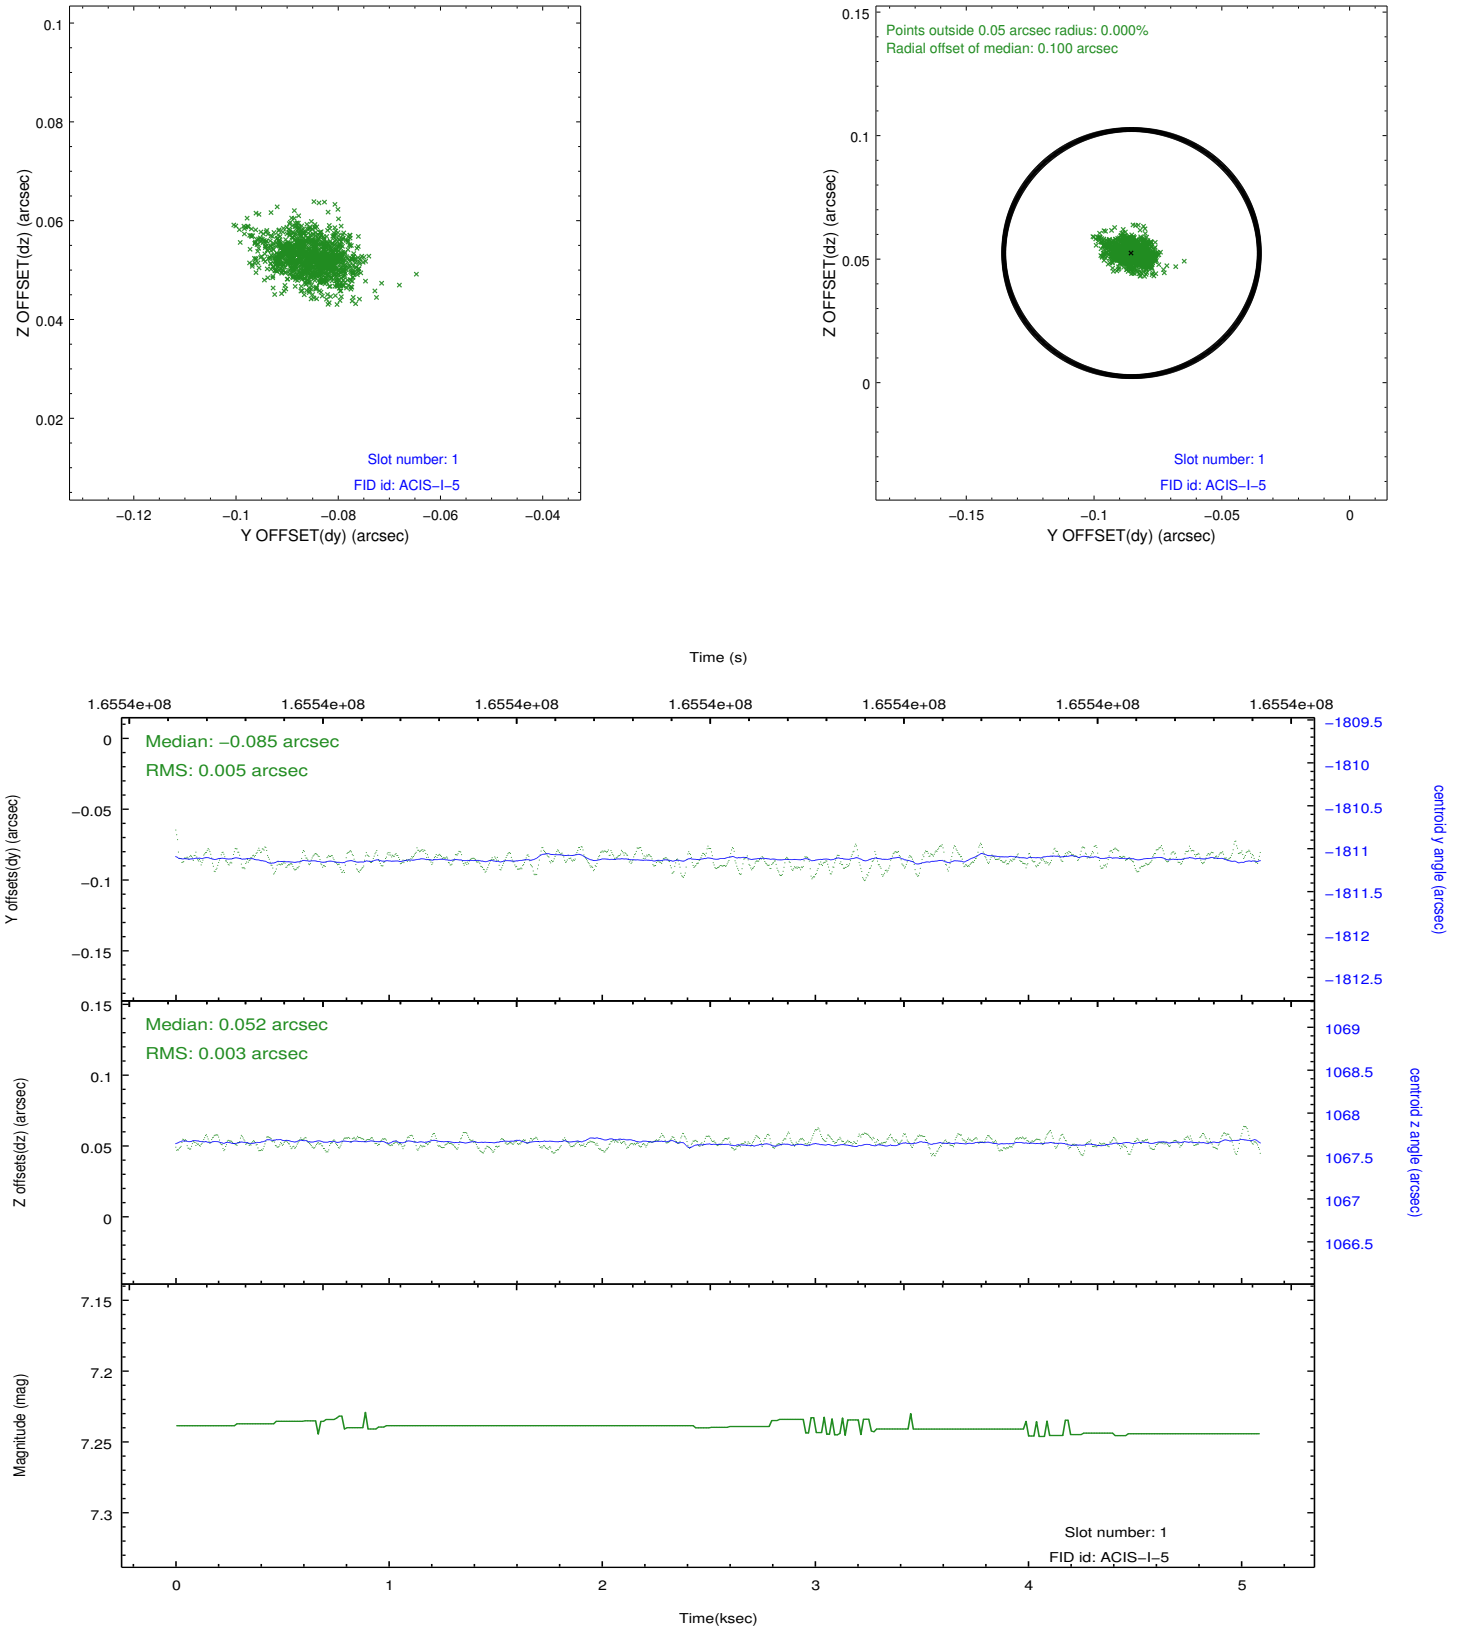 0.1
0.08
0.06
0.04
0.02
Z OFFSET(dz) (arcsec)
Slot number: 1
FID id: ACIS−I−5
−0.12 −0.1 −0.08 −0.06 −0.04
Y OFFSET(dy) (arcsec)
Points outside 0.05 arcsec radius: 0.000%
Radial offset of median: 0.100 arcsec
0.15
0.1
0.05
0
Z OFFSET(dz) (arcsec)
Slot number: 1
FID id: ACIS−I−5
−0.15 −0.1 −0.05 0
Y OFFSET(dy) (arcsec)
Time (s)
1.6554e+08 1.6554e+08 1.6554e+08 1.6554e+08 1.6554e+08 1.6554e+08 1.6554e+08
Median: −0.085 arcsec
RMS: 0.005 arcsec
0
−0.05
−0.1
−0.15
Y offsets(dy) (arcsec)
−1809.5
−1810
−1810.5
−1811
−1811.5
−1812
−1812.5
centroid y angle (arcsec)
Median: 0.052 arcsec
RMS: 0.003 arcsec
0.15
0.1
0.05
0
Z offsets(dz) (arcsec)
1069
1068.5
1068
1067.5
1067
1066.5
centroid z angle (arcsec)
7.15
7.2
7.25
7.3
Magnitude (mag)
Slot number: 1
FID id: ACIS−I−5
0 1 2 3 4 5
Time(ksec)